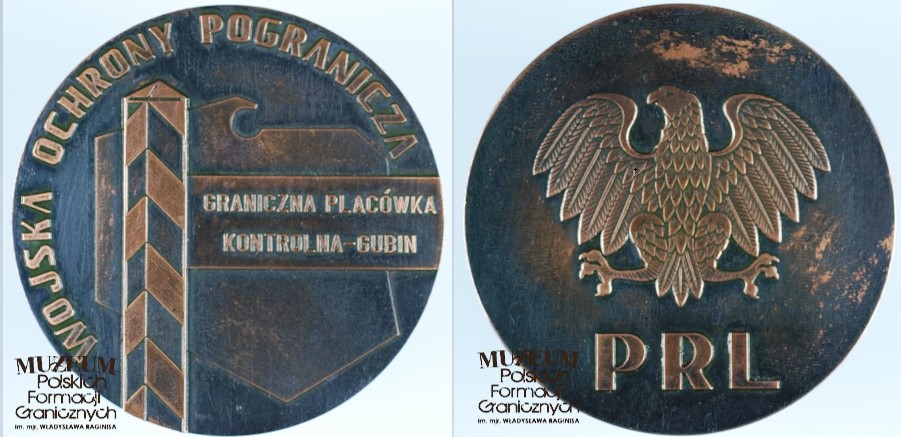 WOJSKA OCHRONY POGRANICZA
GRANICZNA PLACÓWKA
KONTROLNA-GUBIN
MUZEUM
Polskich
Formacji
Granicznych
im. mjr. WŁADYSŁAWA RAGINISA
PRL
MUZEUM
Polskich
Formacji
Granicznych
im. mjr. WŁADYSŁAWA RAGINISA